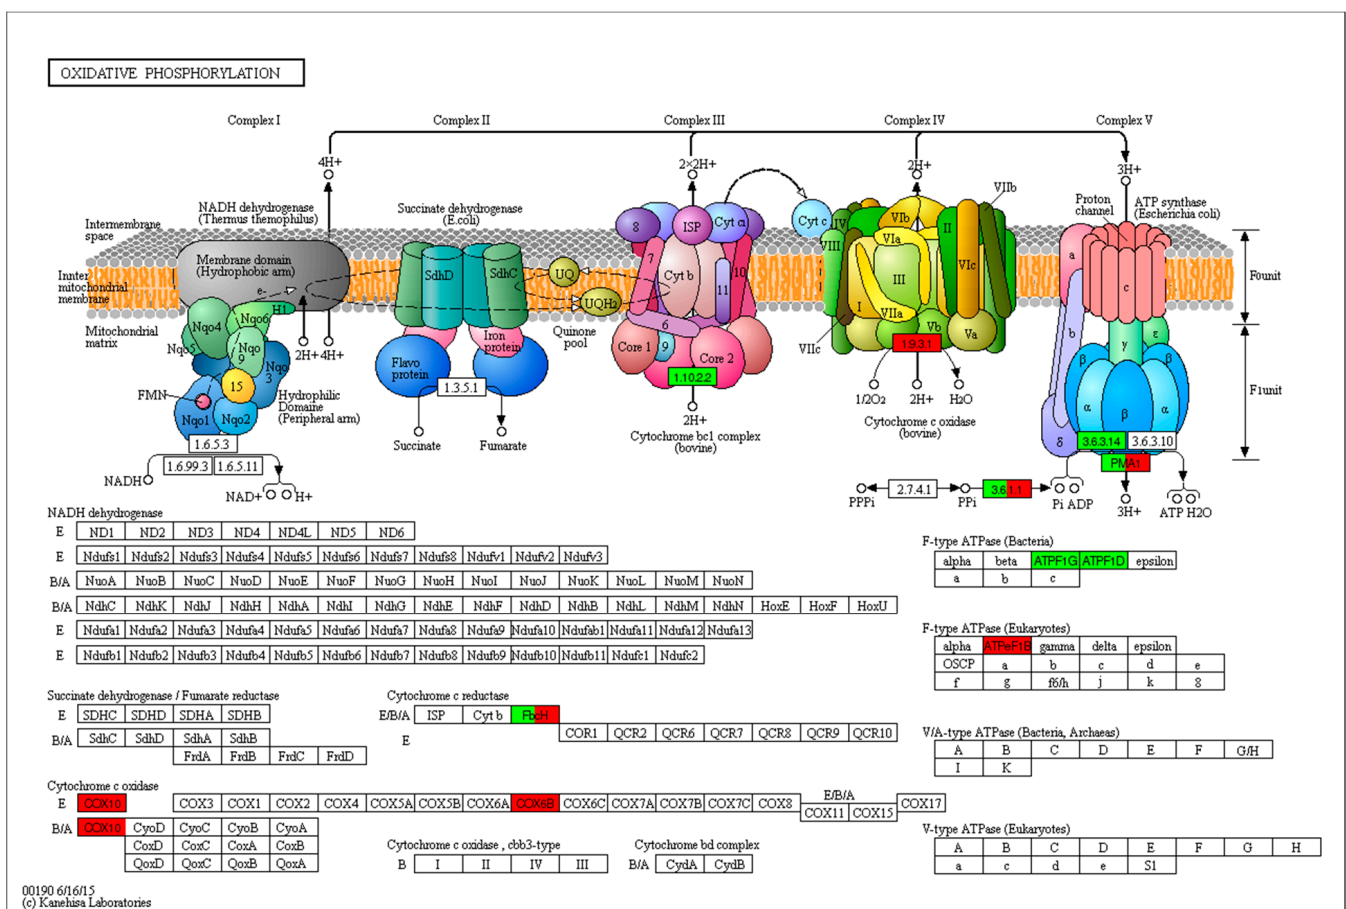 OXIDATIVE PHOSPHORYLATION
Complex I
Complex II
Complex III
Complex IV
Complex V
4H+
2×2H+
2H+
3H+
NADH dehydrogenase
(Thermus themophilus)
Succinate dehydrogenase
(E.coli)
VIIb
Proton
channel
ATP synthase
(Escherichia coli)
Intermembrane
space
8
ISP
Cyt c1
Cyt c
IV
VIb
II
VIII
VIa
Membrane domain
(Hydrophobic arm)
SdhD
SdhC
UQ
7
Cyt b
10
III
VIc
a
c
F0unit
Innter
mitochondrial
membrane
e-
UQH2
11
I
VIIa
H1
Mitochondrial
matrix
Nqo4
Nqo6
Nqo5
Nqo
9
Nqo
3
2H+
4H+
Iron
protein
Quinone
pool
6
Core 1
9
Core 2
VIIc
Vb
Va
1.9.3.1
b
γ
ε
β
β
Flavo
protein
15
FMN
Nqo1
Nqo2
Hydrophilic
Domaine
(Peripheral arm)
1.3.5.1
1.10.2.2
F1unit
α
β
α
1/2O2
2H+
H2O
2H+
Succinate
Fumarate
Cytochrome bc1 complex
(bovine)
Cytochrome c oxidase
(bovine)
δ
3.6.3.14
3.6.3.10
1.6.5.3
1.6.99.3
1.6.5.11
PMA1
NADH
NAD+
H+
PPPi
2.7.4.1
PPi
3.6.1.1
Pi ADP
3H+
ATP H2O
NADH dehydrogenase
E ND1 ND2 ND3 ND4 ND4L ND5 ND6
E Ndufs1 Ndufs2 Ndufs3 Ndufs4 Ndufs5 Ndufs6 Ndufs7 Ndufs8 Ndufv1 Ndufv2 Ndufv3
B/A NuoA NuoB NuoC NuoD NuoE NuoF NuoG NuoH NuoI NuoJ NuoK NuoL NuoM NuoN
B/A NdhC NdhK NdhJ NdhH NdhA NdhI NdhG NdhE NdhF NdhD NdhB NdhL NdhM NdhN HoxE HoxF HoxU
E Ndufa1 Ndufa2 Ndufa3 Ndufa4 Ndufa5 Ndufa6 Ndufa7 Ndufa8 Ndufa9 Ndufa10 Ndufab1 Ndufa11 Ndufa12 Ndufa13
E Ndufb1 Ndufb2 Ndufb3 Ndufb4 Ndufb5 Ndufb6 Ndufb7 Ndufb8 Ndufb9 Ndufb10 Ndufb11 Ndufc1 Ndufc2
Succinate dehydrogenase / Fumarate reductase
E SDHC SDHD SDHA SDHB
B/A SdhC SdhD SdhA SdhB
FrdA FrdB FrdC FrdD
Cytochrome c reductase
E/B/A ISP Cyt b FbcH
E COR1 QCR2 QCR6 QCR7 QCR8 QCR9 QCR10
Cytochrome c oxidase
E COX10 COX3 COX1 COX2 COX4 COX5A COX5B COX6A COX6B COX6C COX7A COX7B COX7C COX8
E/B/A
COX11 COX15
COX17
B/A COX10 CyoD CyoC CyoB CyoA
CoxD CoxC CoxA CoxB
QoxD QoxC QoxB QoxA
Cytochrome c oxidase , cbb3-type
B I II IV III
Cytochrome bd complex
B/A CydA CydB
F-type ATPase (Bacteria)
alpha beta ATPF1G ATPF1D epsilon
a b c
F-type ATPase (Eukaryotes)
alpha ATPeF1B gamma delta epsilon
OSCP a b c d e
f g f6/h j k 8
V/A-type ATPase (Bacteria, Archaeas)
A B C D E F G/H
I K
V-type ATPase (Eukaryotes)
A B C D E F G H
a c d e S1
00190 6/16/15
(c) Kanehisa Laboratories